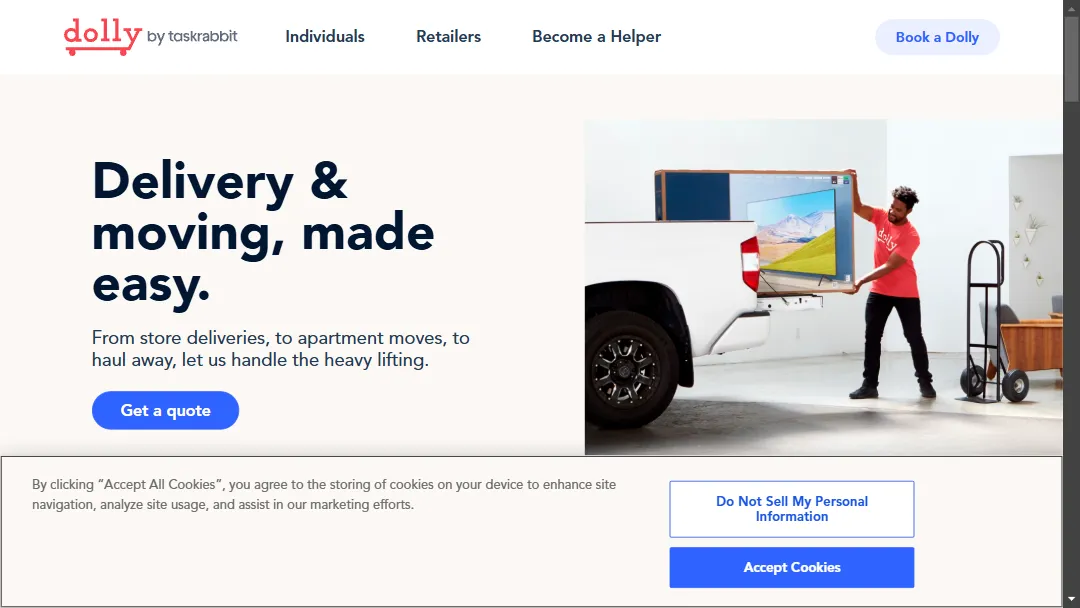 dolly by taskrabbit
Individuals
Retailers
Become a Helper
Book a Dolly
Delivery &
moving, made
easy.
From store deliveries, to apartment moves, to
haul away, let us handle the heavy lifting.
Get a quote
dolly
By clicking “Accept All Cookies”, you agree to the storing of cookies on your device to enhance site
navigation, analyze site usage, and assist in our marketing efforts.
Do Not Sell My Personal
Information
Accept Cookies